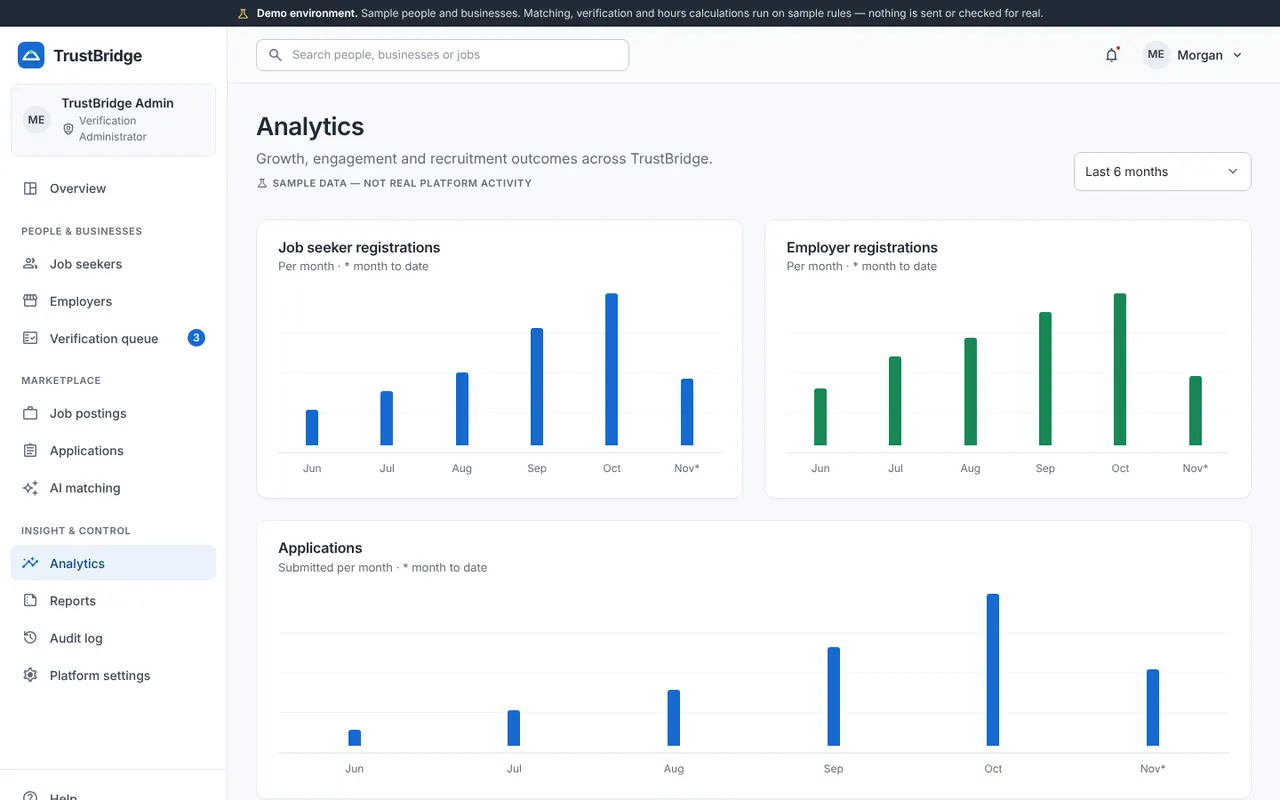 Demo environment. Sample people and businesses. Matching, verification and hours calculations run on sample rules — nothing is sent or checked for real.
TrustBridge
Search people, businesses or jobs
ME
Morgan
ME
TrustBridge Admin
Verification
Administrator
Overview
PEOPLE & BUSINESSES
Job seekers
Employers
Verification queue
3
MARKETPLACE
Job postings
Applications
AI matching
INSIGHT & CONTROL
Analytics
Reports
Audit log
Platform settings
Help
Analytics
Growth, engagement and recruitment outcomes across TrustBridge.
SAMPLE DATA — NOT REAL PLATFORM ACTIVITY
Last 6 months
Job seeker registrations
Per month · * month to date
Jun Jul Aug Sep Oct Nov*
Employer registrations
Per month · * month to date
Jun Jul Aug Sep Oct Nov*
Applications
Submitted per month · * month to date
Jun Jul Aug Sep Oct Nov*